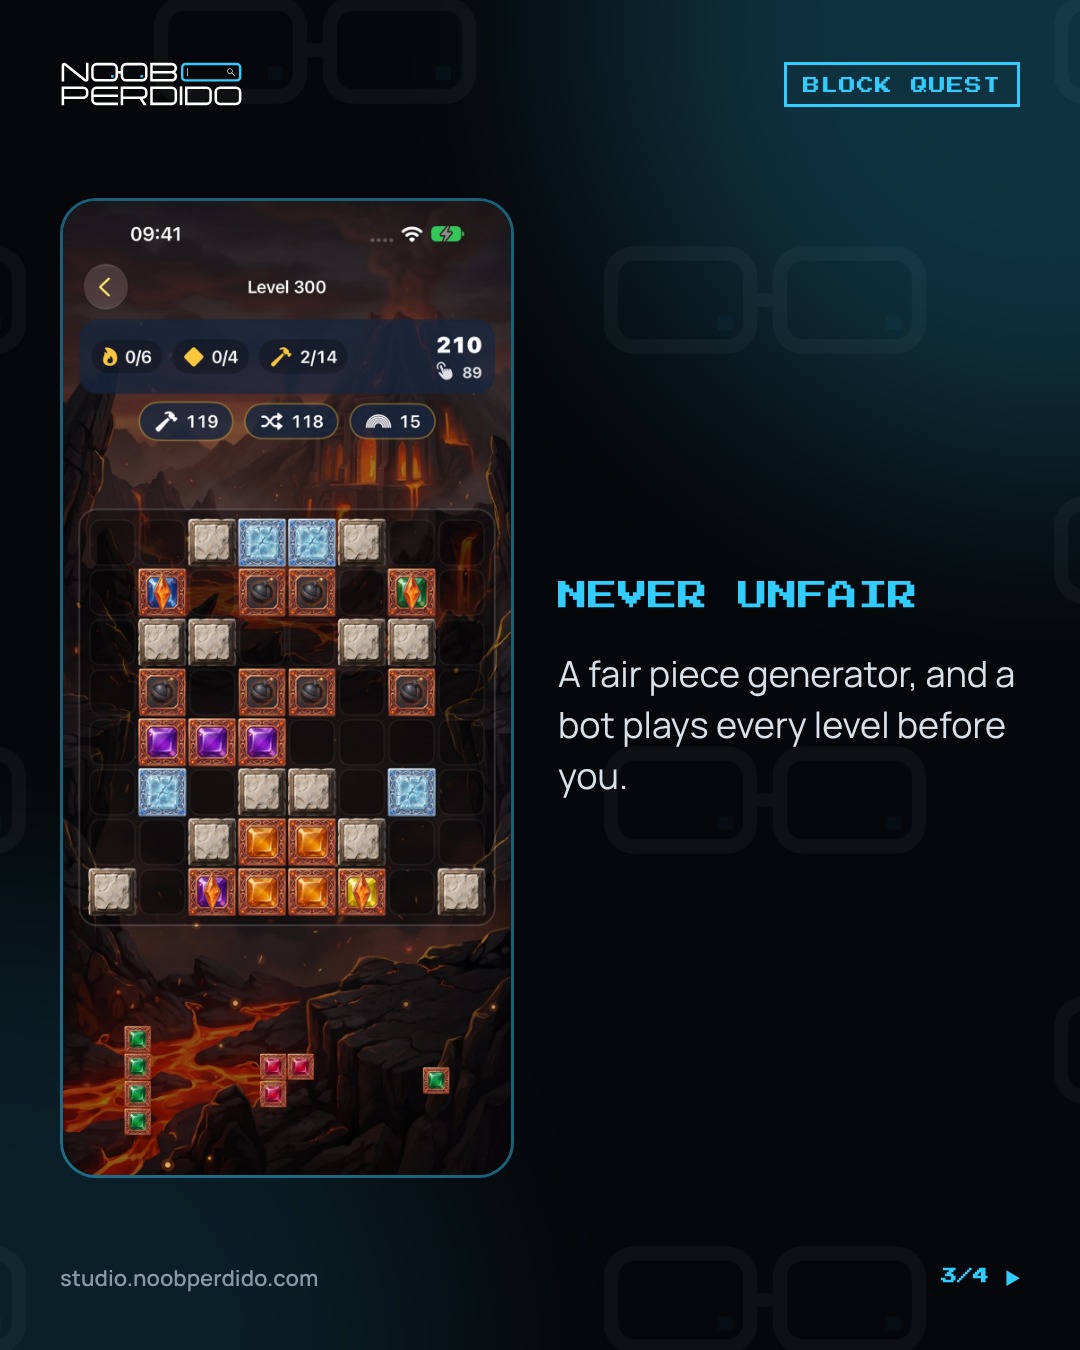 NOOB
PERDIDO
BLOCK QUEST
09:41
Level 300
0/6
0/4
2/14
210
89
119
118
15
NEVER UNFAIR
A fair piece generator, and a
bot plays every level before
you.
studio.noobperdido.com
3/4